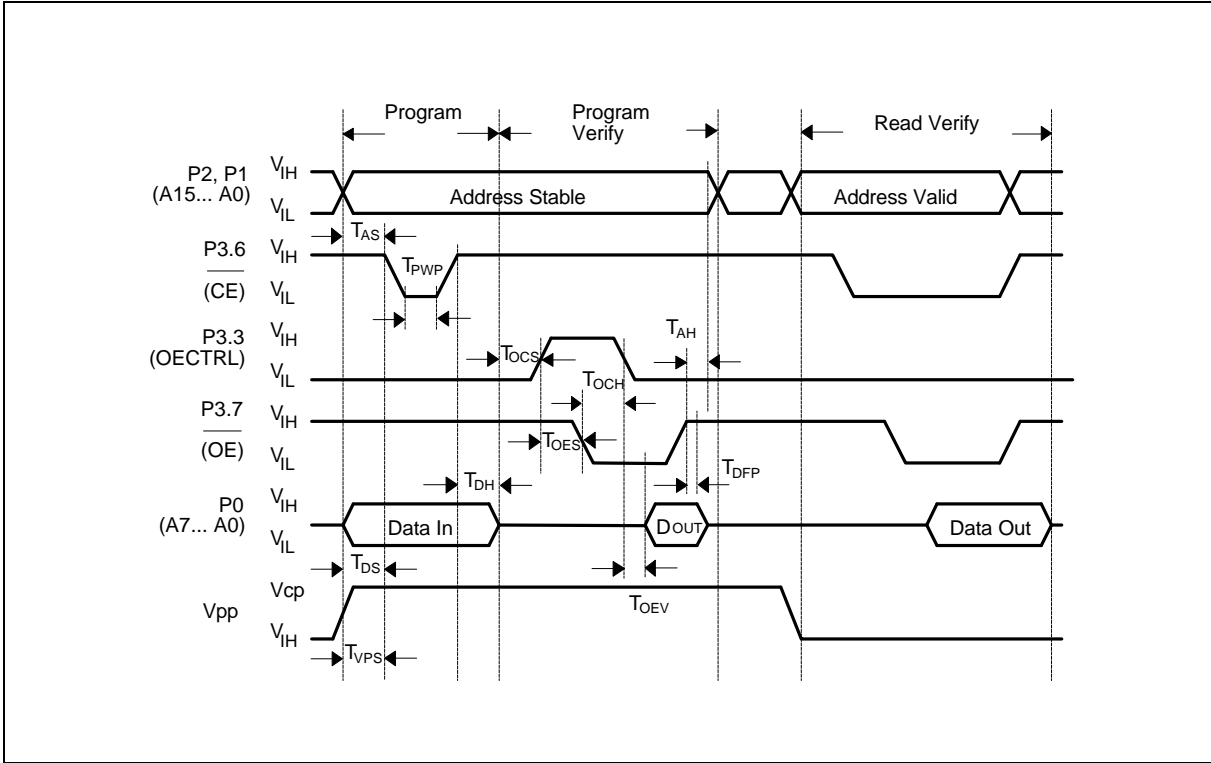 Program
Program
Verify
Read Verify
P2, P1
(A15... A0)
VIH
VIL
Address Stable
Address Valid
TAS
P3.6
(CE)
VIH
VIL
TPWP
P3.3
(OECTRL)
VIH
VIL
TOCS
TAH
TOCH
P3.7
(OE)
VIH
VIL
TOES
TDFP
TDH
P0
(A7... A0)
VIH
VIL
Data In
DOUT
Data Out
TDS
Vpp
Vcp
VIH
TOEV
TVPS